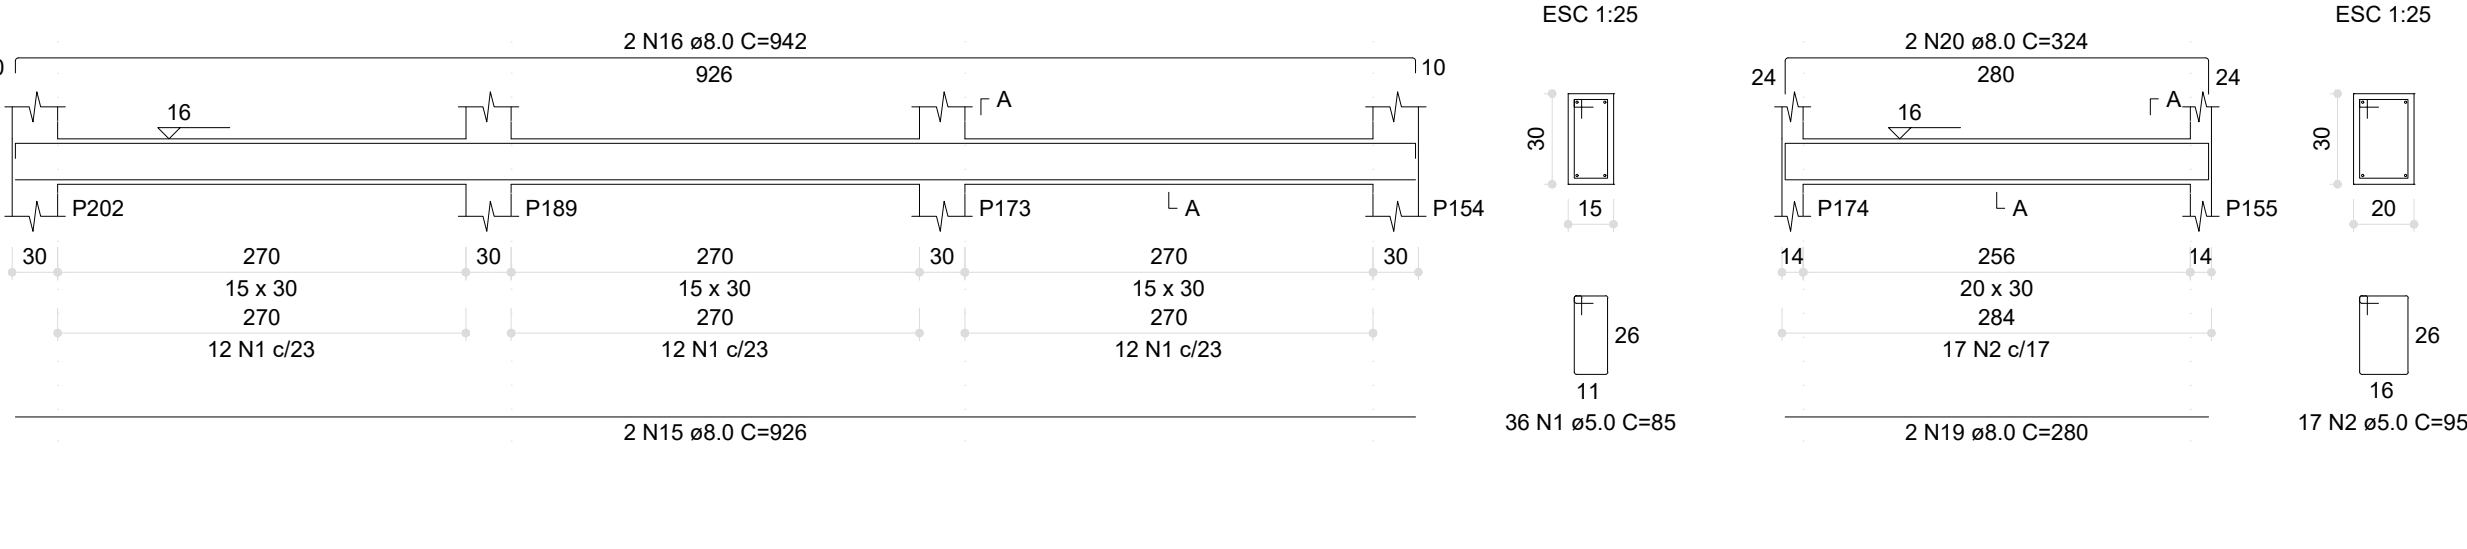 ESC 1:25
ESC 1:25
2 N16 ø8.0 C=942
2 N20 ø8.0 C=324
0
926
10
24
280
24
16
A
16
A
30
30
P202
P189
P173
A
P154
15
P174
A
P155
20
30
270
30
270
30
270
30
14
256
14
15 x 30
15 x 30
15 x 30
20 x 30
270
270
270
284
12 N1 c/23
12 N1 c/23
12 N1 c/23
26
17 N2 c/17
26
11
16
36 N1 ø5.0 C=85
17 N2 ø5.0 C=95
2 N15 ø8.0 C=926
2 N19 ø8.0 C=280